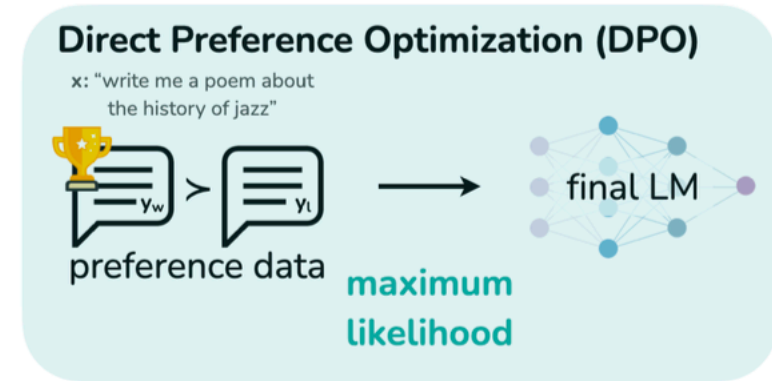 Direct Preference Optimization (DPO)
x: “write me a poem about
the history of jazz”
yw
>
yl
preference data
maximum
likelihood
final LM